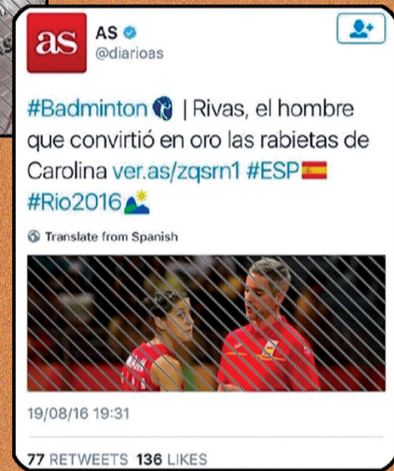 as
AS
@diarioas
#Badminton | Rivas, el hombre
que convirtió en oro las rabietas de
Carolina ver.as/zqsrn1 #ESP
#Rio2016
Translate from Spanish
19/08/16 19:31
77 RETWEETS 136 LIKES